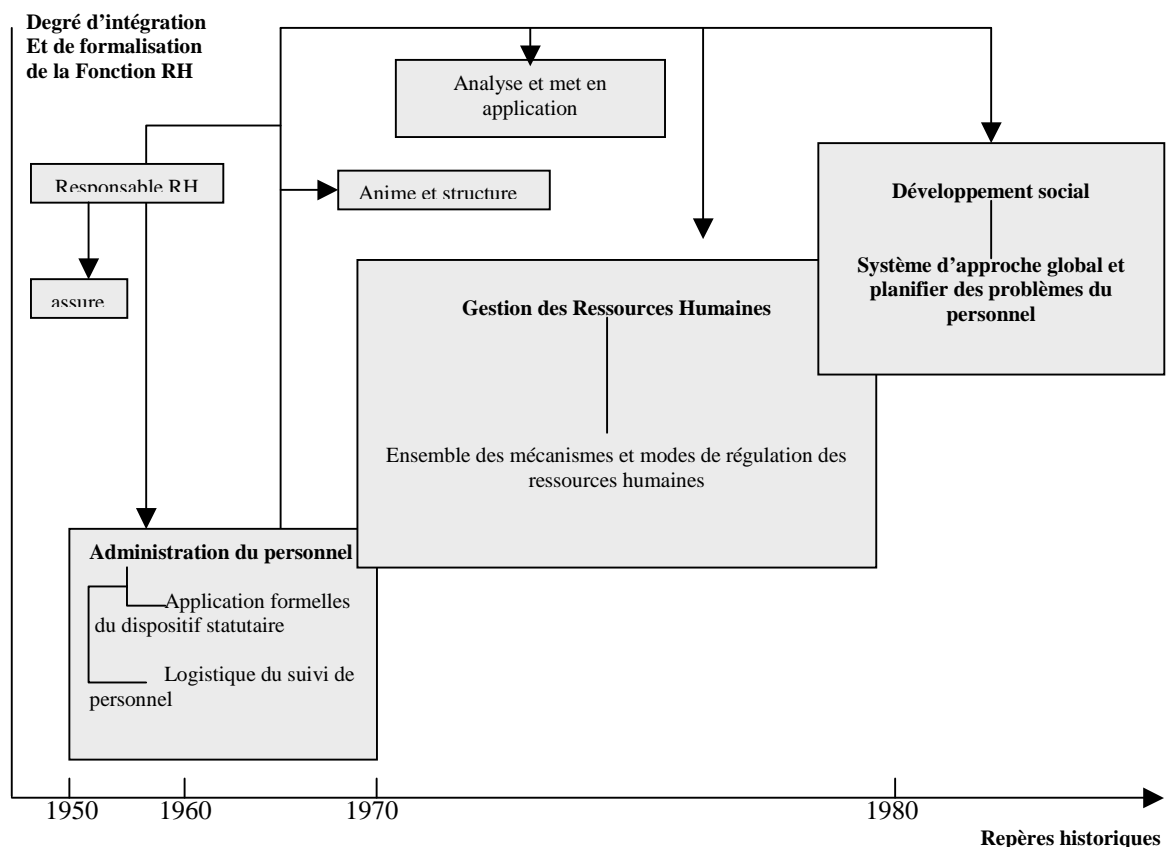 Degré d’intégration
Et de formalisation
de la Fonction RH
Analyse et met en
application
Responsable RH
Anime et structure
assure
Développement social
Système d’approche global et
planifier des problèmes du
personnel
Gestion des Ressources Humaines
Ensemble des mécanismes et modes de régulation des
ressources humaines
Administration du personnel
Application formelles
du dispositif statutaire
Logistique du suivi de
personnel
1950
1960
1970
1980
Repères historiques